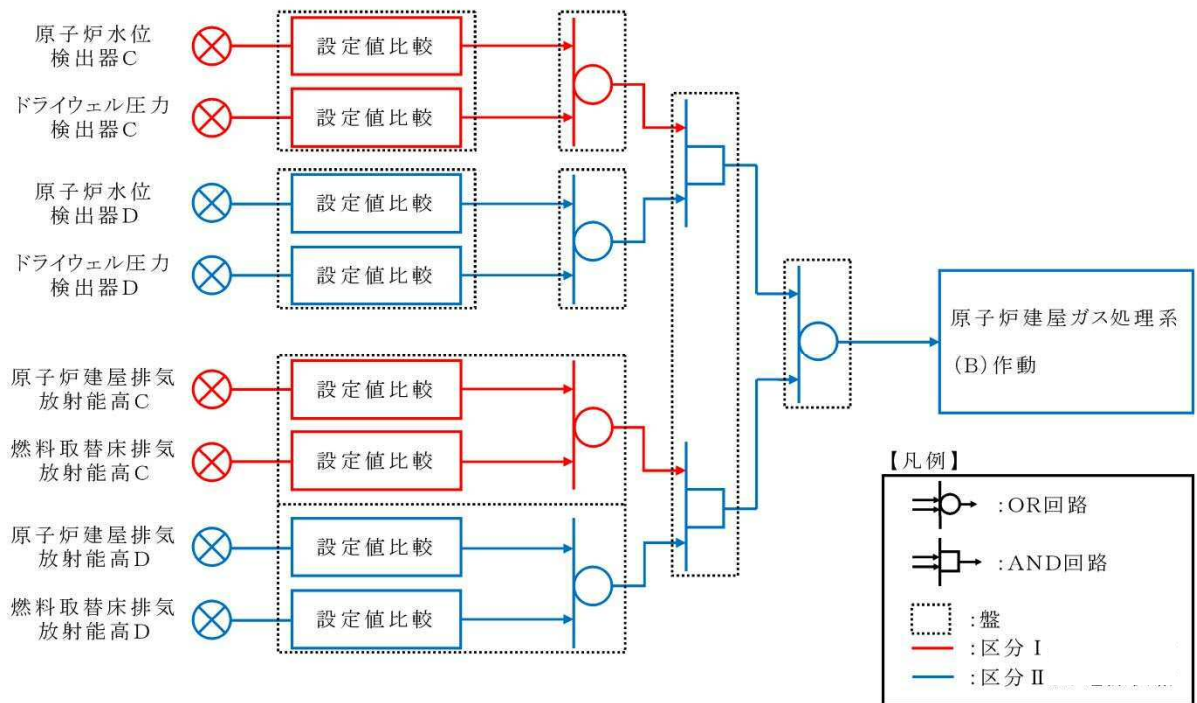 原子炉水位
検出器C
設定値比較
ドライウェル圧力
検出器C
設定値比較
原子炉水位
検出器D
設定値比較
ドライウェル圧力
検出器D
設定値比較
原子炉建屋ガス処理系
(B)作動
原子炉建屋排気
放射能高C
設定値比較
燃料取替床排気
放射能高C
設定値比較
原子炉建屋排気
放射能高D
設定値比較
燃料取替床排気
放射能高D
設定値比較
【凡例】
:OR回路
:AND回路
:盤
:区分Ⅰ
:区分Ⅱ